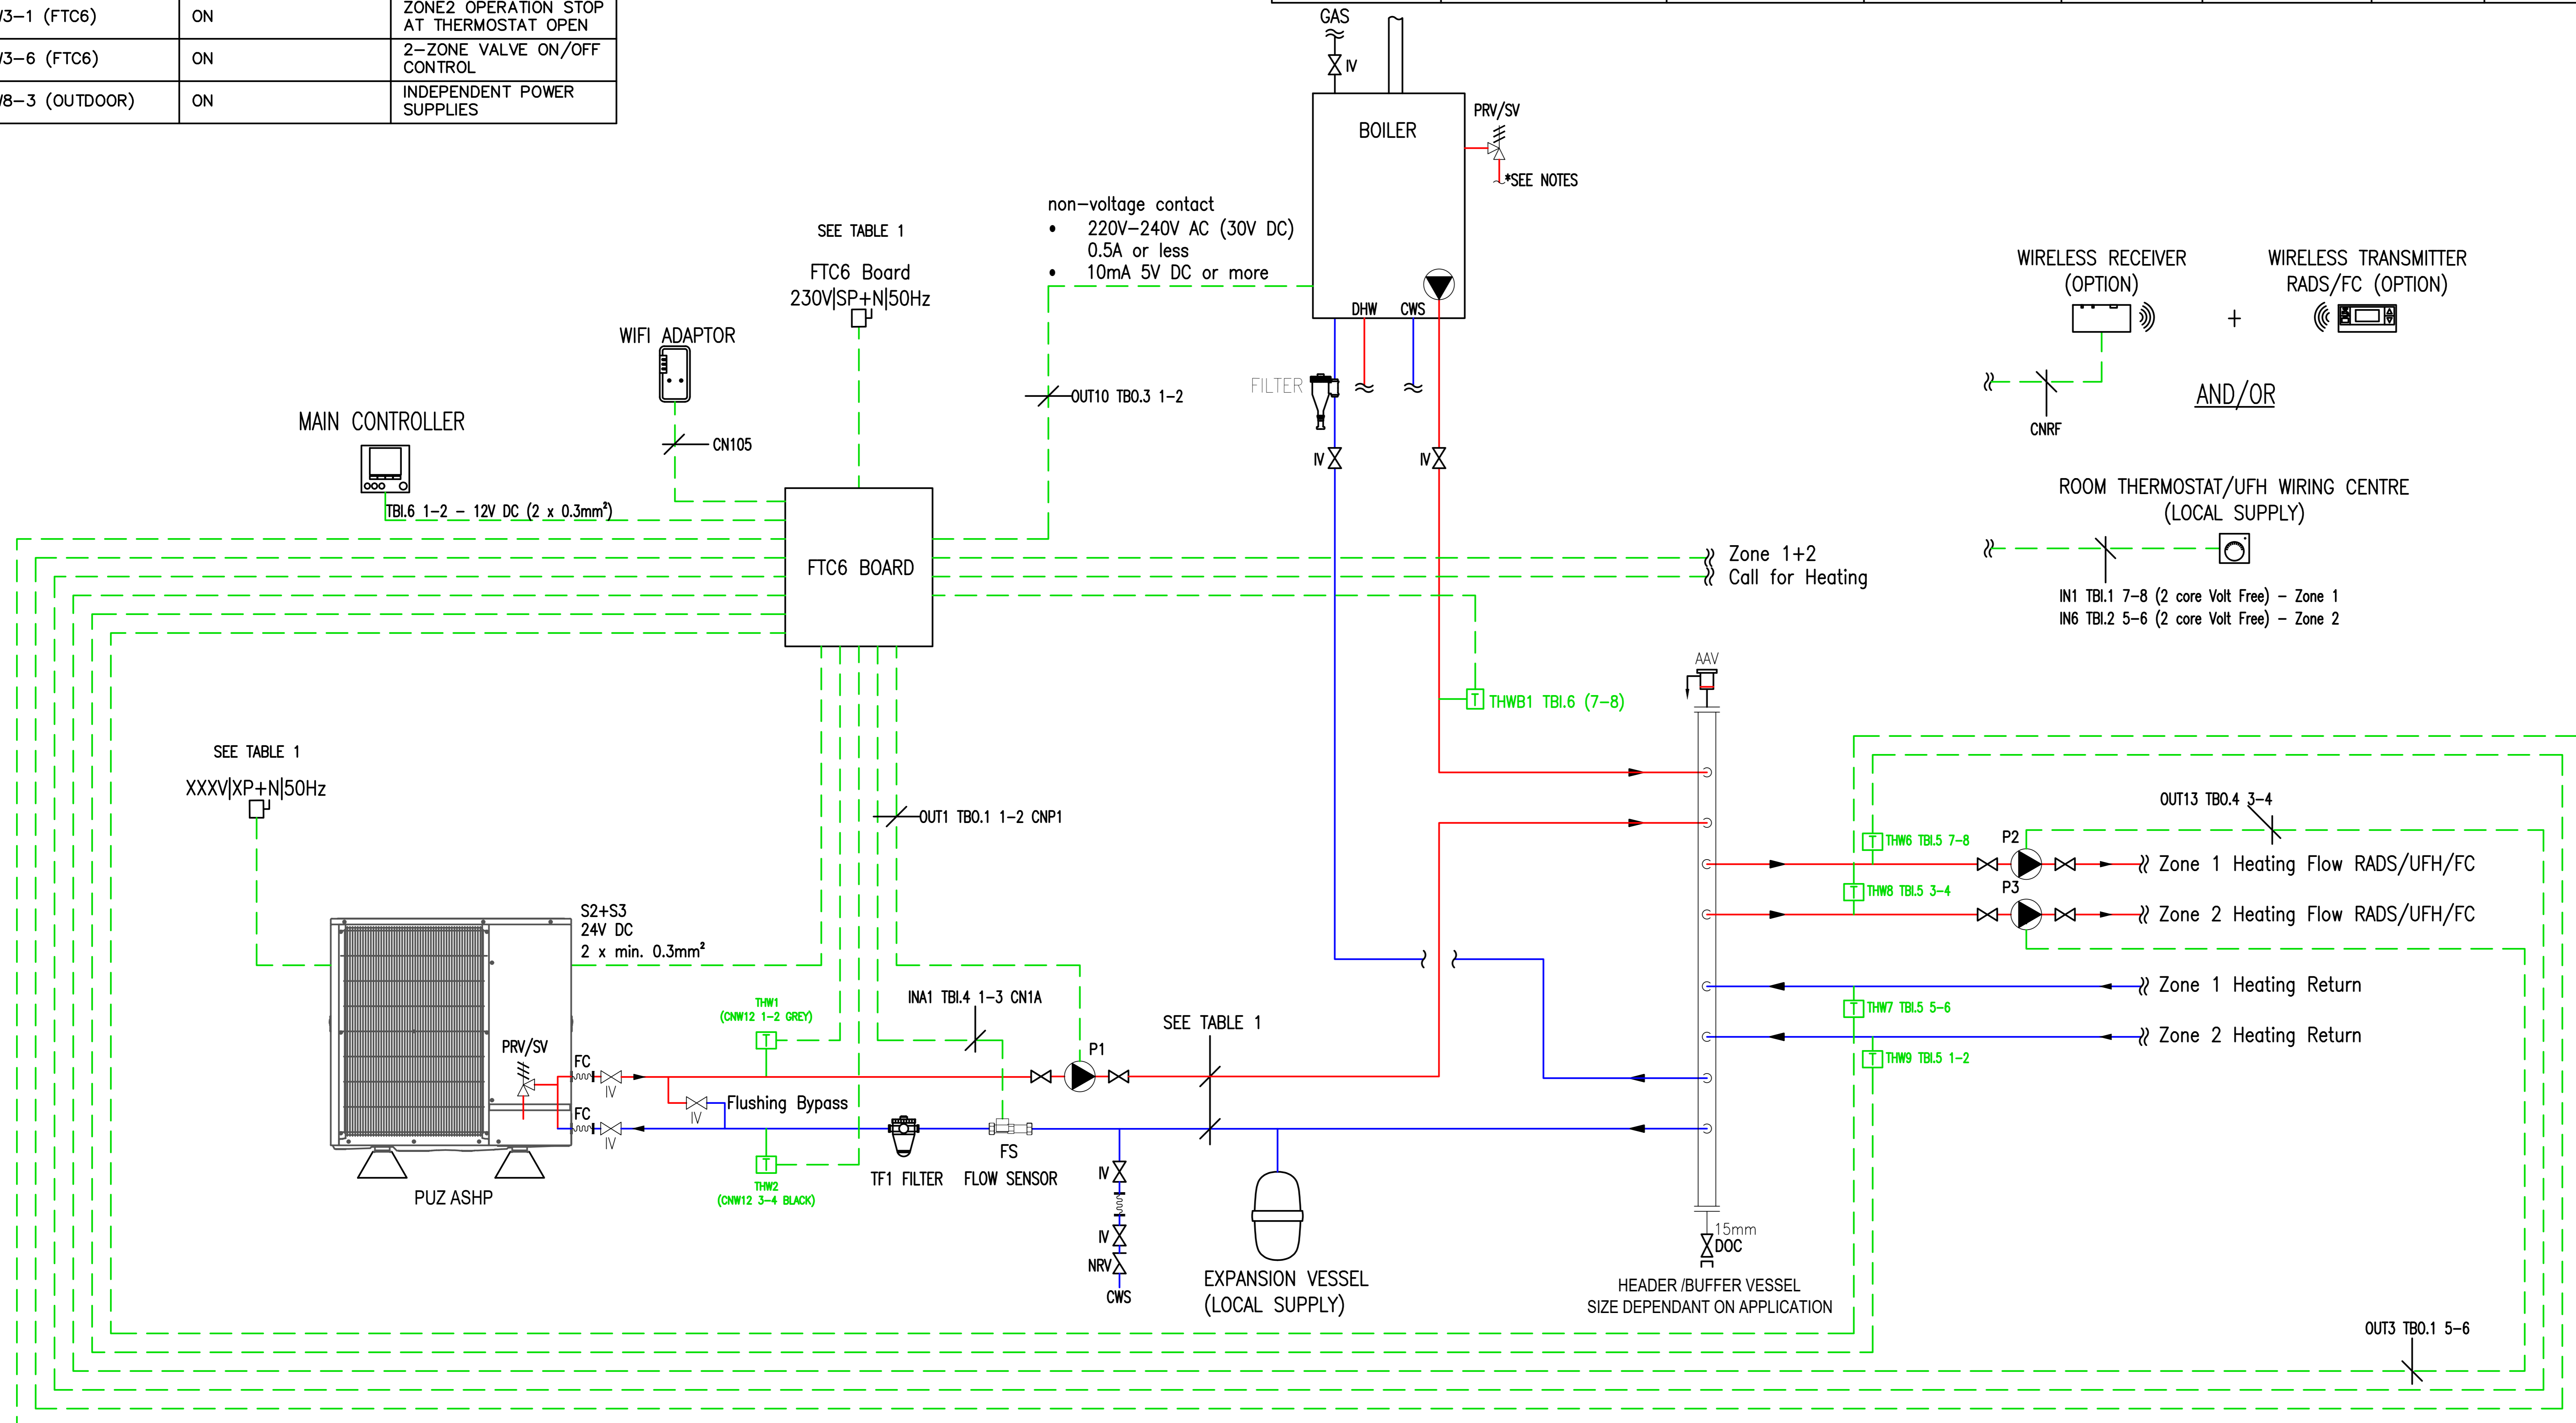 (FTC6)
ON
ZONE2 OPERATION STOP
AT THERMOSTAT OPEN
(FTC6)
ON
2-ZONE VALVE ON/OFF
CONTROL
(OUTDOOR)
ON
INDEPENDENT POWER
SUPPLIES
GAS
IV
BOILER
PRV/SV
*SEE NOTES
DHW
CWS
non-voltage contact
• 220V-240V AC (30V DC)
0.5A or less
• 10mA 5V DC or more
SEE TABLE 1
FTC6 Board
230V|SP+N|50Hz
WIFI ADAPTOR
CN105
MAIN CONTROLLER
TBI.6 1-2 - 12V DC (2 x 0.3mm²)
OUT10 TBO.3 1-2
FILTER
IV
IV
WIRELESS RECEIVER
(OPTION)
+
WIRELESS TRANSMITTER
RADS/FC (OPTION)
CNRF
AND/OR
ROOM THERMOSTAT/UFH WIRING CENTRE
(LOCAL SUPPLY)
IN1 TBI.1 7-8 (2 core Volt Free) - Zone 1
IN6 TBI.2 5-6 (2 core Volt Free) - Zone 2
FTC6 BOARD
Zone 1+2
Call for Heating
THWB1 TBI.6 (7-8)
AAV
SEE TABLE 1
XXXV|XP+N|50Hz
OUT1 TBO.1 1-2 CNP1
OUT13 TBO.4 3-4
THW6 TBI.5 7-8
P2
Zone 1 Heating Flow RADS/UFH/FC
THW8 TBI.5 3-4
P3
Zone 2 Heating Flow RADS/UFH/FC
S2+S3
24V DC
2 x min. 0.3mm²
THW1
(CNW12 1-2 GREY)
INA1 TBI.4 1-3 CN1A
SEE TABLE 1
P1
Zone 1 Heating Return
THW7 TBI.5 5-6
Zone 2 Heating Return
THW9 TBI.5 1-2
PRV/SV
FC
IV
Flushing Bypass
IV
FC
IV
THW2
(CNW12 3-4 BLACK)
TF1 FILTER
FS
FLOW SENSOR
PUZ ASHP
IV
IV
NRV
CWS
EXPANSION VESSEL
(LOCAL SUPPLY)
15mm
DOC
HEADER /BUFFER VESSEL
SIZE DEPENDANT ON APPLICATION
OUT3 TBO.1 5-6
T
T
T
T
T
T
T